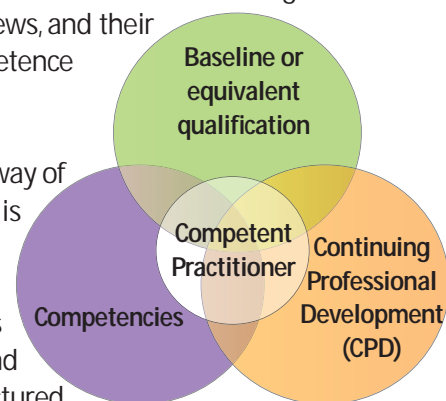 ews, and their
etence
way of
is
s
nd
ctured
Baseline or
equivalent
qualification
Competent
Practitioner
Competencies
Continuing
Professional
Development
(CPD)